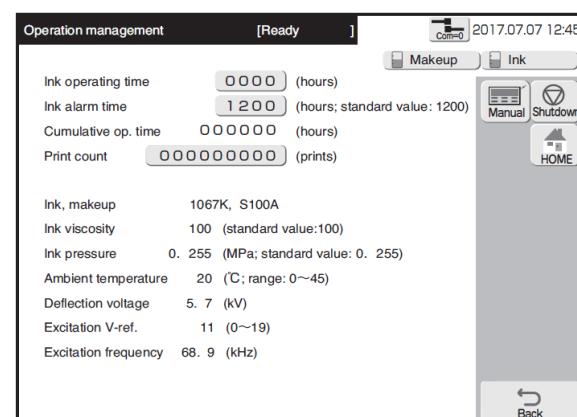 Operation management [Ready ] Com=0 2017.07.07 12:45
Makeup Ink
Ink operating time 0000 (hours)
Ink alarm time 1200 (hours; standard value: 1200)
Cumulative op. time 000000 (hours)
Print count 000000000 (prints)
Manual Shutdown
HOME
Ink, makeup 1067K, S100A
Ink viscosity 100 (standard value:100)
Ink pressure 0. 255 (MPa; standard value: 0. 255)
Ambient temperature 20 (℃; range: 0～45)
Deflection voltage 5. 7 (kV)
Excitation V-ref. 11 (0～19)
Excitation frequency 68. 9 (kHz)
Back